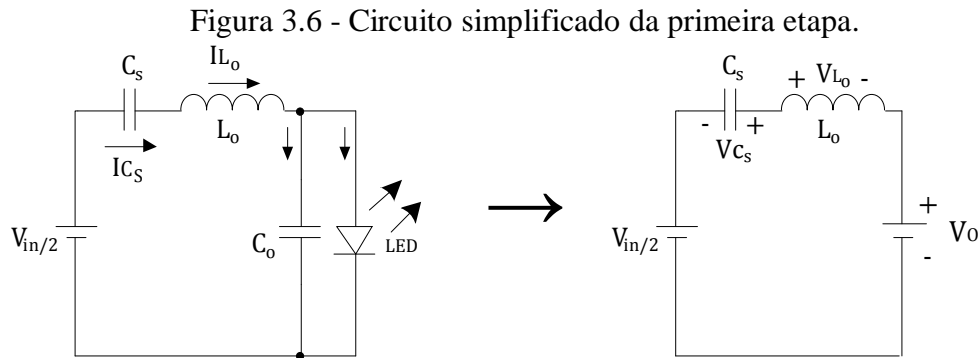 Figura 3.6 - Circuito simplificado da primeira etapa.
Cs
ILo
Lo
ICS
Vin/2
Co
LED
Cs
+ VLo -
- +
Vcs
Lo
Vin/2
+
Vo
-